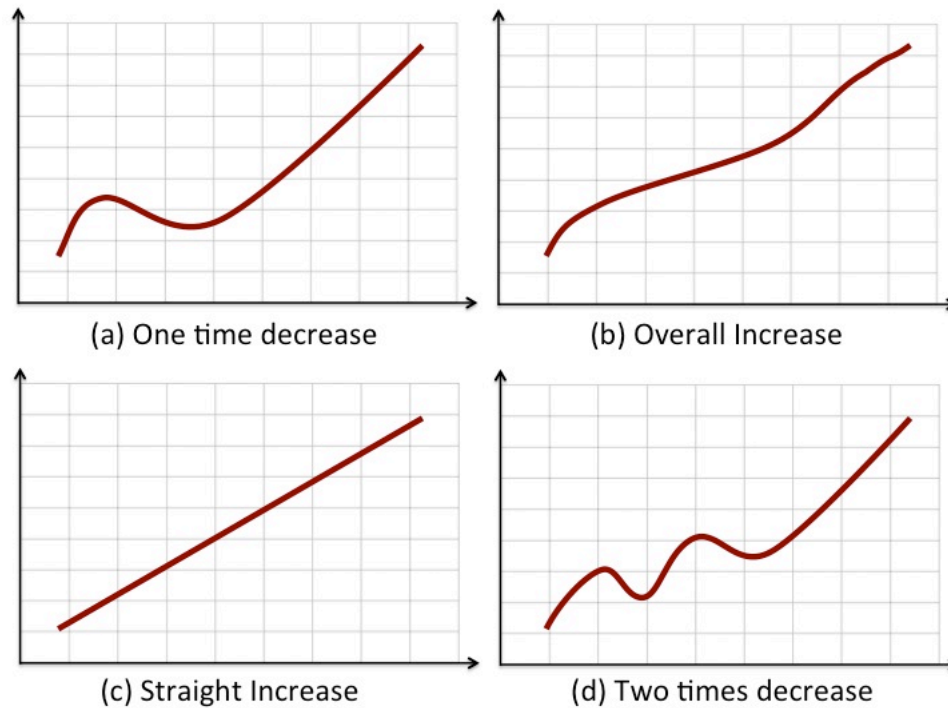 (a) One time decrease
(b) Overall Increase
(c) Straight Increase
(d) Two times decrease